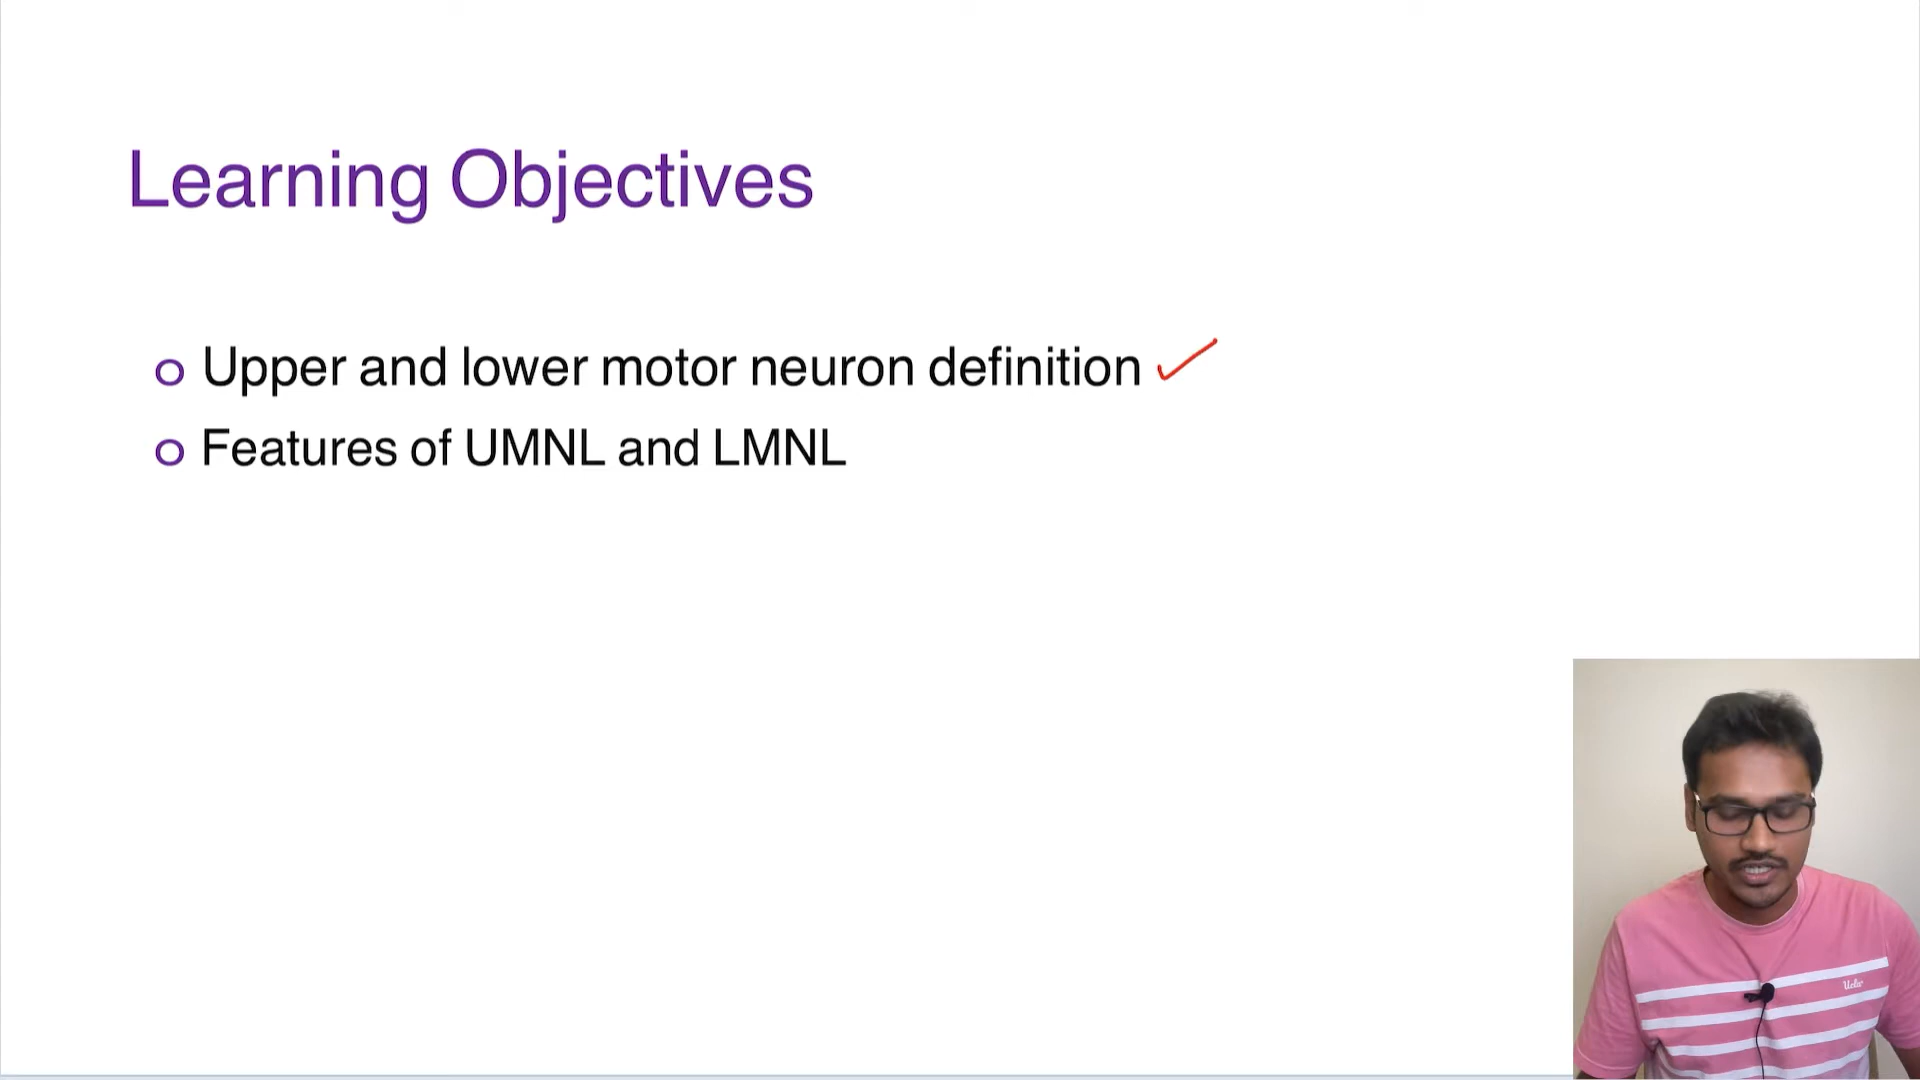 Learning Objectives
o Upper and lower motor neuron definition
o Features of UMNL and LMNL